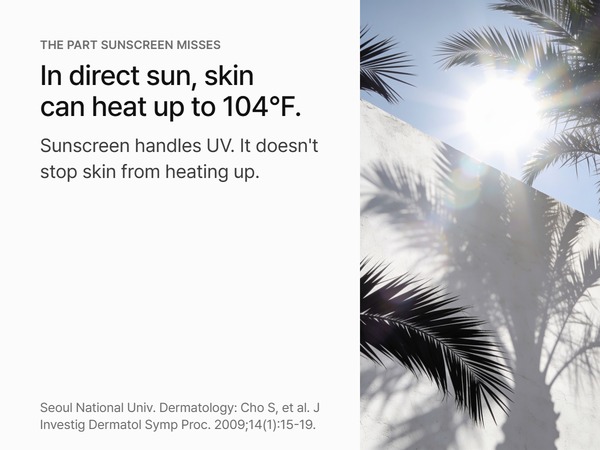 THE PART SUNSCREEN MISSES
In direct sun, skin
can heat up to 104°F.
Sunscreen handles UV. It doesn't
stop skin from heating up.
Seoul National Univ. Dermatology: Cho S, et al. J
Investig Dermatol Symp Proc. 2009;14(1):15-19.